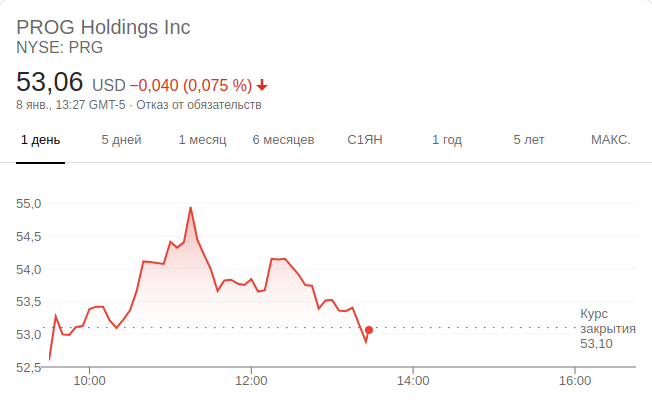 PROG Holdings Inc
NYSE: PRG
53,06 USD −0,040 (0,075 %)
8 янв., 13:27 GMT-5 · Отказ от обязательств
1 день 5 дней 1 месяц 6 месяцев С1ЯН 1 год 5 лет МАКС.
55,0
54,5
54,0
53,5
53,0
52,5
Курс
закрытия
53,10
10:00 12:00 14:00 16:00